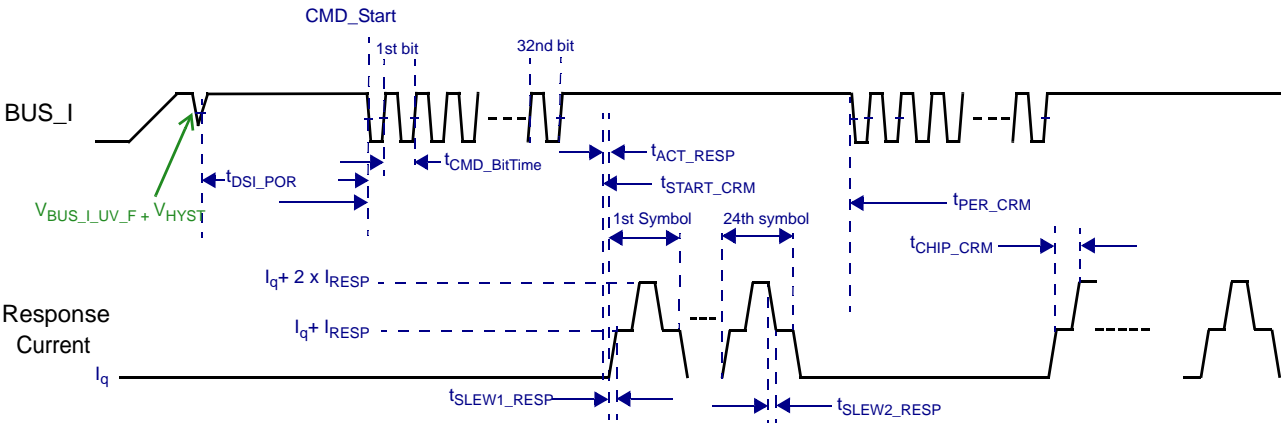 CMD_Start
1st bit
32nd bit
BUS_I
tACT_RESP
tCMD_BitTime
tDSI_POR
tSTART_CRM
VBUS_I_UV_F + VHYST
tPER_CRM
1st Symbol
24th symbol
tCHIP_CRM
Iq+ 2 x IRESP
Response
Current
Iq+ IRESP
Iq
tSLEW1_RESP
tSLEW2_RESP